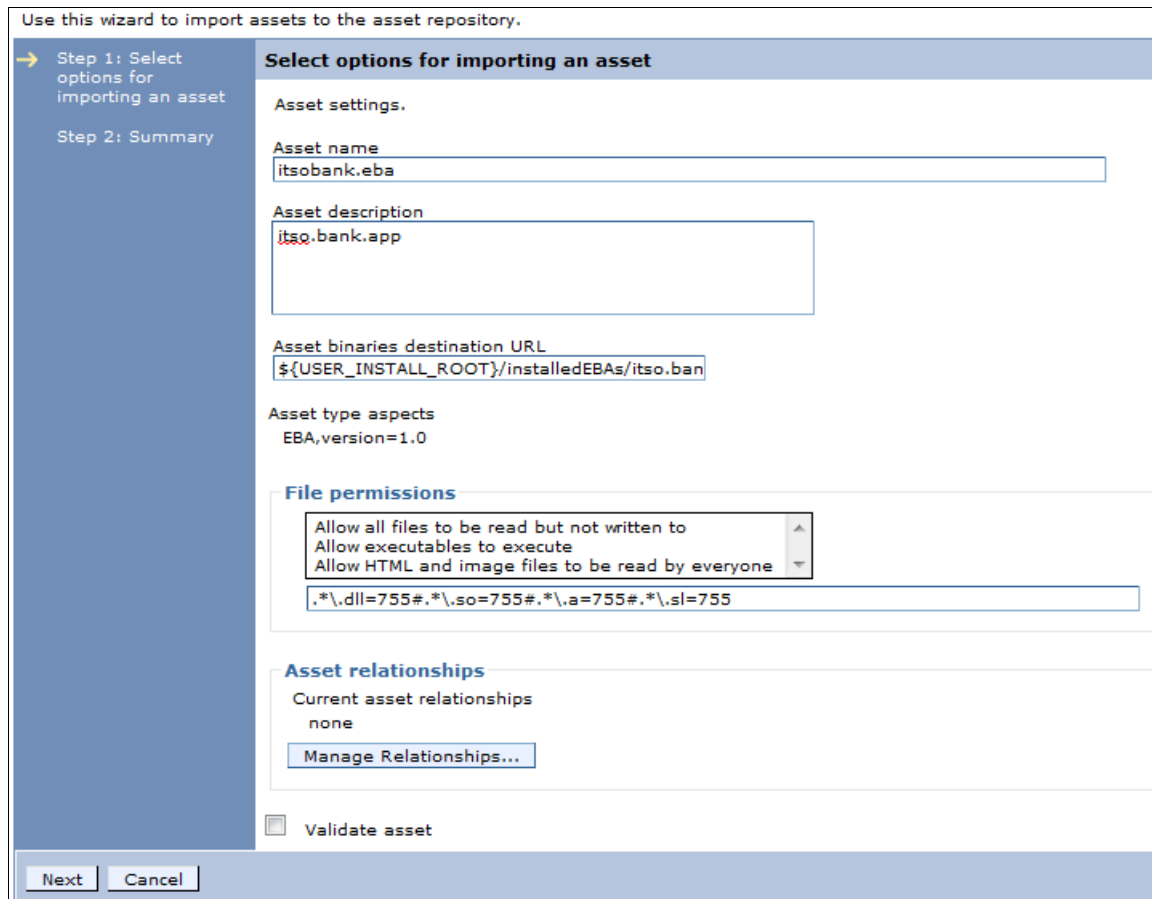 Use this wizard to import assets to the asset repository.
Step 1: Select
options for
importing an asset
Step 2: Summary
Select options for importing an asset
Asset settings.
Asset name
itsobank.eba
Asset description
itso.bank.app
Asset binaries destination URL
${USER_INSTALL_ROOT}/installedEBAs/itso.ban
Asset type aspects
EBA,version=1.0
File permissions
Allow all files to be read but not written to
Allow executables to execute
Allow HTML and image files to be read by everyone
.*\.dll=755#.*\.so=755#.*\.a=755#.*\.sl=755
Asset relationships
Current asset relationships
none
Manage Relationships...
Validate asset
Next Cancel